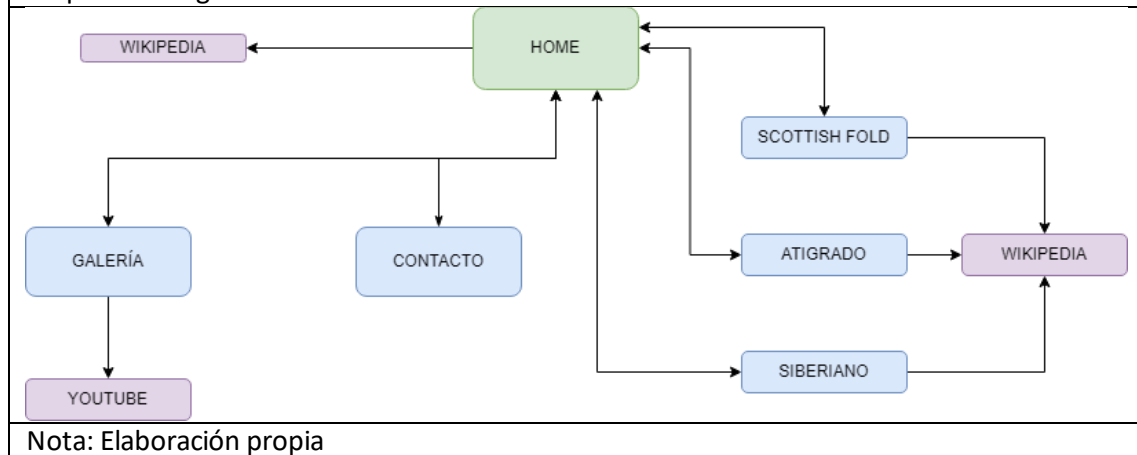 WIKIPEDIA
HOME
SCOTTISH FOLD
GALERÍA
CONTACTO
ATIGRADO
WIKIPEDIA
SIBERIANO
YOUTUBE
Nota: Elaboración propia